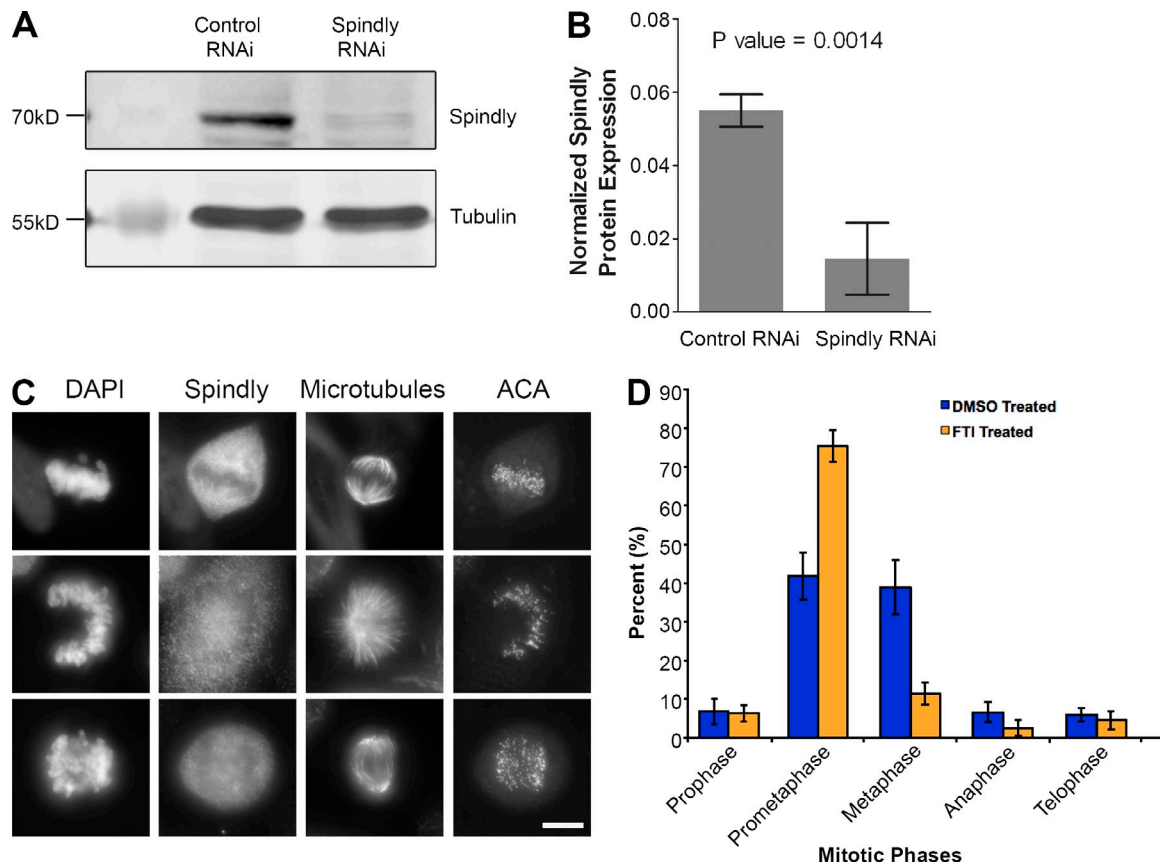 A
Control
RNAi
Spindly
RNAi
70kD
Spindly
55kD
Tubulin
B
P value = 0.0014
Normalized Spindly
Protein Expression
0.08
0.06
0.04
0.02
0.00
Control RNAi
Spindly RNAi
C
DAPI
Spindly
Microtubules
ACA
D
DMSO Treated
FTI Treated
Percent (%)
90
80
70
60
50
40
30
20
10
0
Prophase
Prometaphase
Metaphase
Anaphase
Telophase
Mitotic Phases